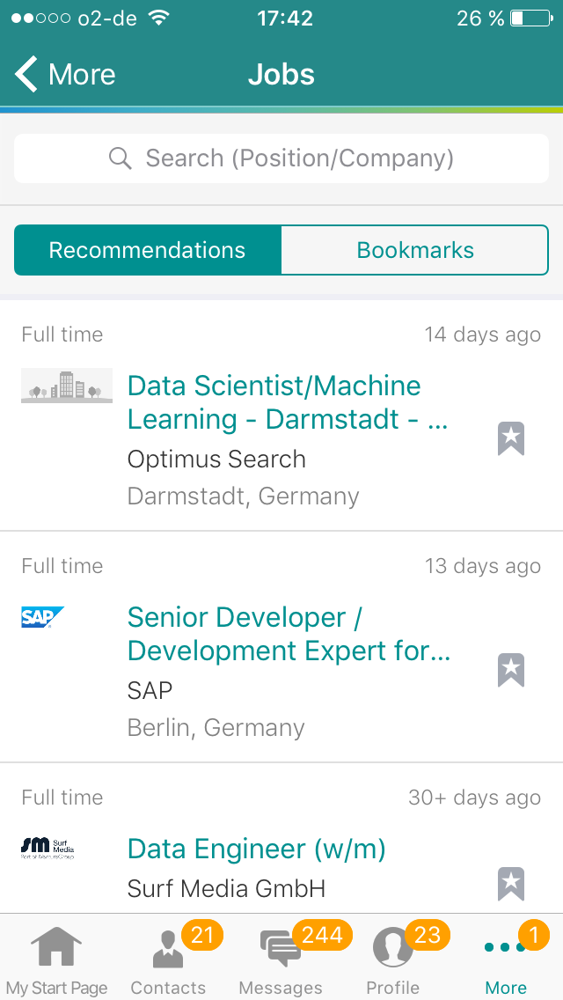 o2-de 17:42 26 %
More Jobs
Search (Position/Company)
Recommendations Bookmarks
Full time 14 days ago
Data Scientist/Machine
Learning - Darmstadt - ...
Optimus Search
Darmstadt, Germany
Full time 13 days ago
SAP
Senior Developer /
Development Expert for...
SAP
Berlin, Germany
Full time 30+ days ago
sm Surf
Media
Part of iVentureGroup
Data Engineer (w/m)
Surf Media GmbH
21 244 23 1
My Start Page Contacts Messages Profile More